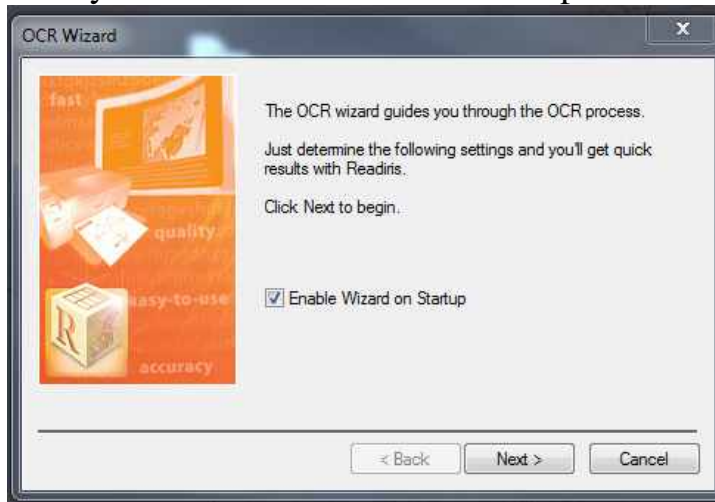 OCR Wizard
x
fast
The OCR wizard guides you through the OCR process.
Just determine the following settings and you'll get quick
results with Readiris.
Click Next to begin.
quality
easy-to-use
Enable Wizard on Startup
R
accuracy
< Back
Next >
Cancel